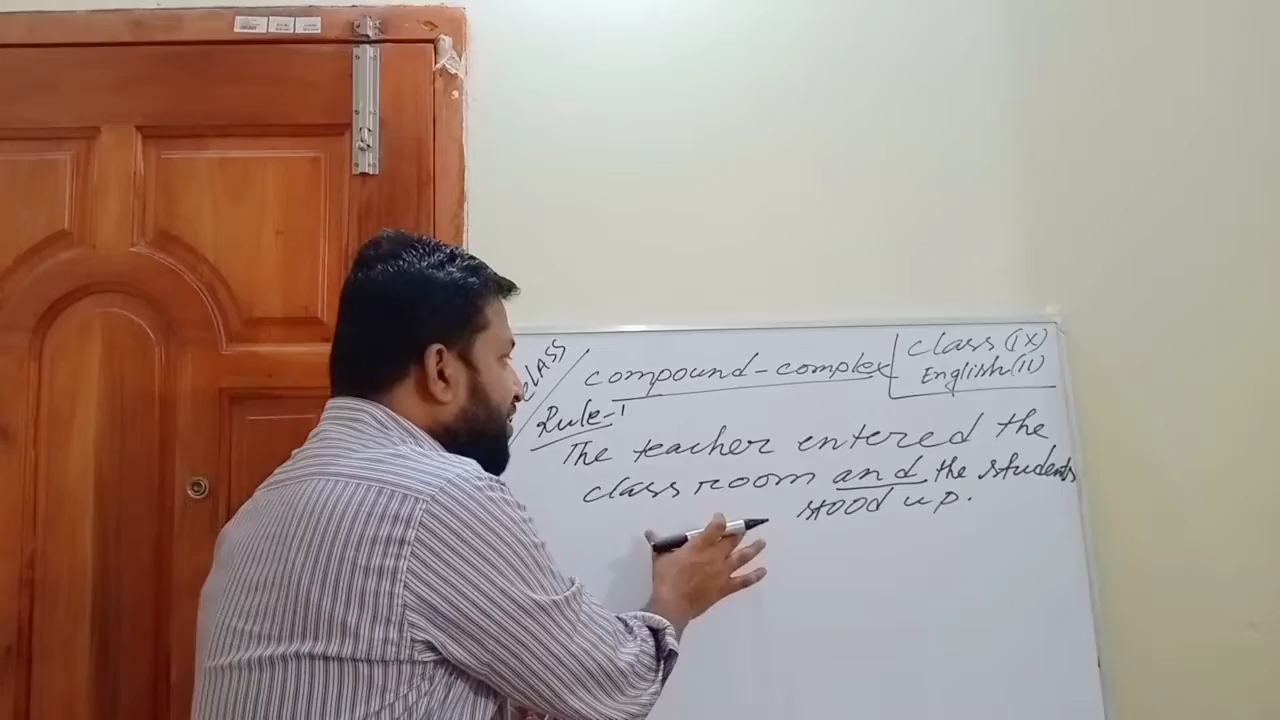 CLASS
compound-complex
Class (IX)
English (II)
Rule-1
The teacher entered the
class room and the students
stood up.